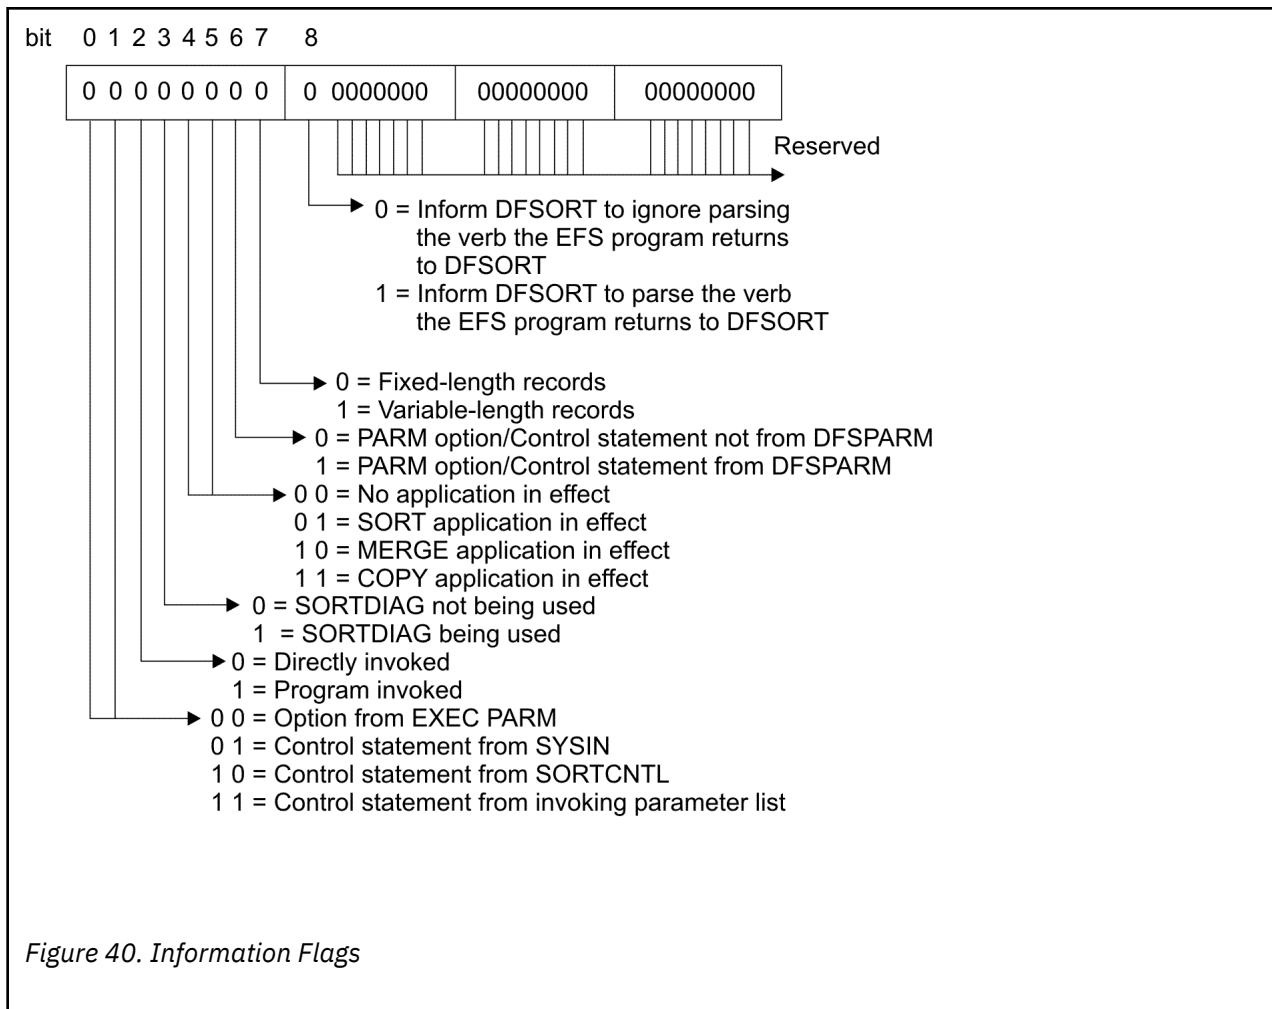 bit 0 1 2 3 4 5 6 7 8
0 0 0 0 0 0 0 0 0 0000000 00000000 00000000
Reserved
0 = Inform DFSORT to ignore parsing
the verb the EFS program returns
to DFSORT
1 = Inform DFSORT to parse the verb
the EFS program returns to DFSORT
0 = Fixed-length records
1 = Variable-length records
0 = PARM option/Control statement not from DFSPARM
1 = PARM option/Control statement from DFSPARM
0 0 = No application in effect
0 1 = SORT application in effect
1 0 = MERGE application in effect
1 1 = COPY application in effect
0 = SORTDIAG not being used
1 = SORTDIAG being used
0 = Directly invoked
1 = Program invoked
0 0 = Option from EXEC PARM
0 1 = Control statement from SYSIN
1 0 = Control statement from SORTCNTL
1 1 = Control statement from invoking parameter list
Figure 40. Information Flags